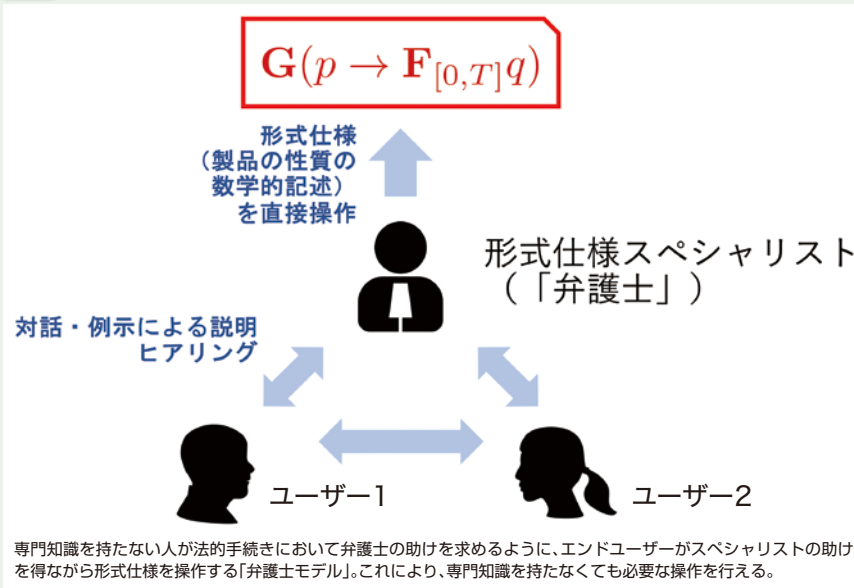 G(p → F[0,T]q)
形式仕様
（製品の性質の
数学的記述）
を直接操作
形式仕様スペシャリスト
（「弁護士」）
対話・例示による説明
ヒアリング
ユーザー1
ユーザー2
専門知識を持たない人が法的手続きにおいて弁護士の助けを求めるように、エンドユーザーがスペシャリストの助け
を得ながら形式仕様を操作する「弁護士モデル」。これにより、専門知識を持たなくても必要な操作を行える。